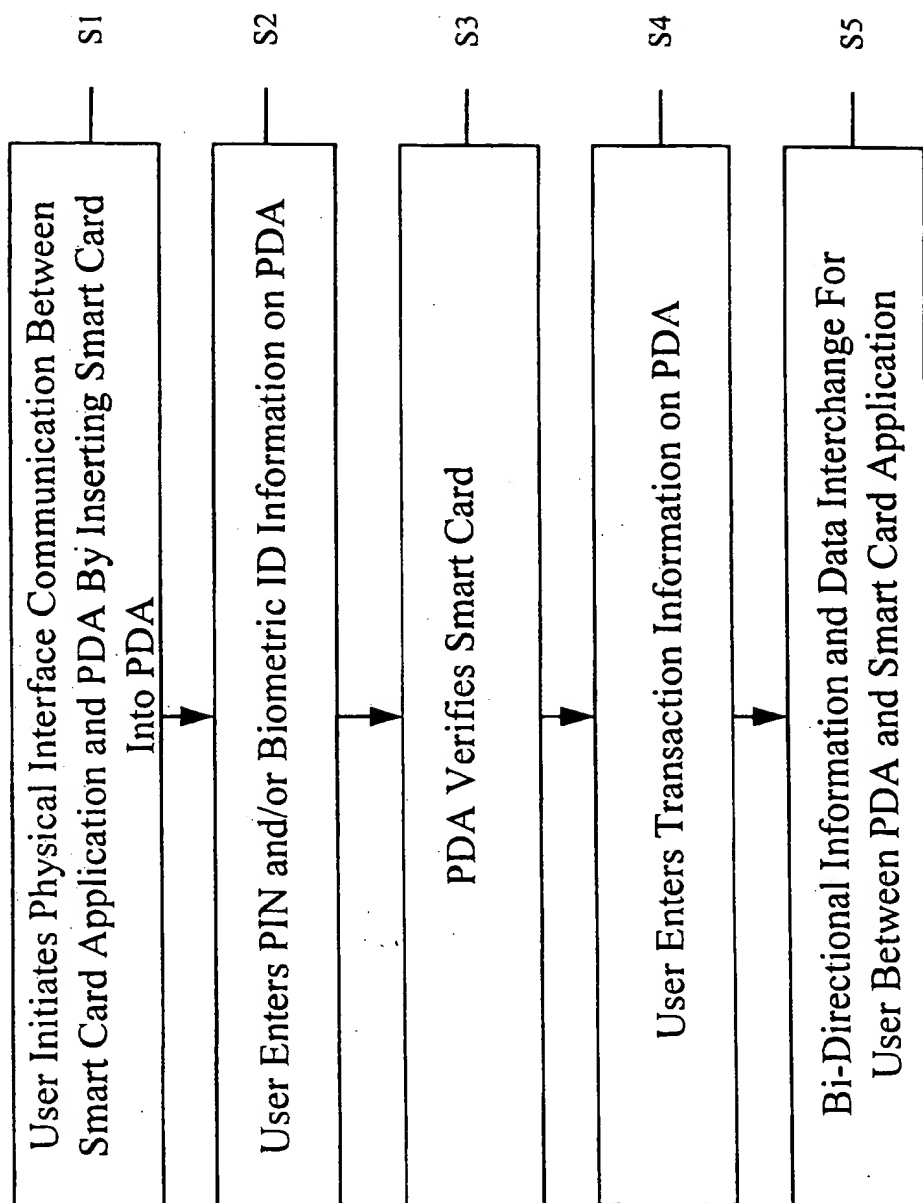 User Initiates Physical Interface Communication Between
Smart Card Application and PDA By Inserting Smart Card
Into PDA
S1
User Enters PIN and/or Biometric ID Information on PDA
S2
PDA Verifies Smart Card
S3
User Enters Transaction Information on PDA
S4
Bi-Directional Information and Data Interchange For
User Between PDA and Smart Card Application
S5